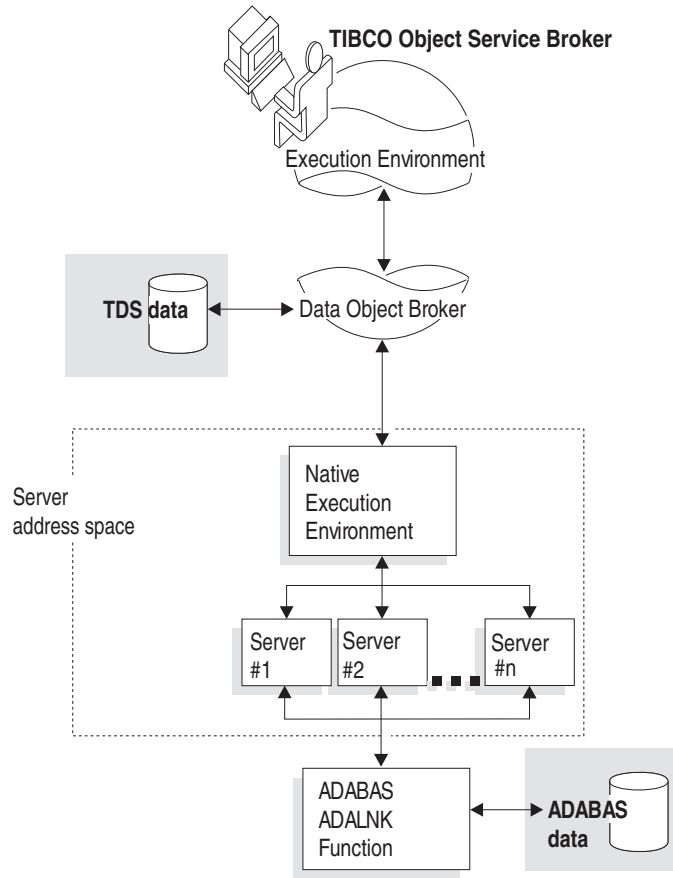 TIBCO Object Service Broker
Execution Environment
TDS data
Data Object Broker
Server
address space
Native
Execution
Environment
Server
#1
Server
#2
Server
#n
ADABAS
ADALNK
Function
ADABAS
data